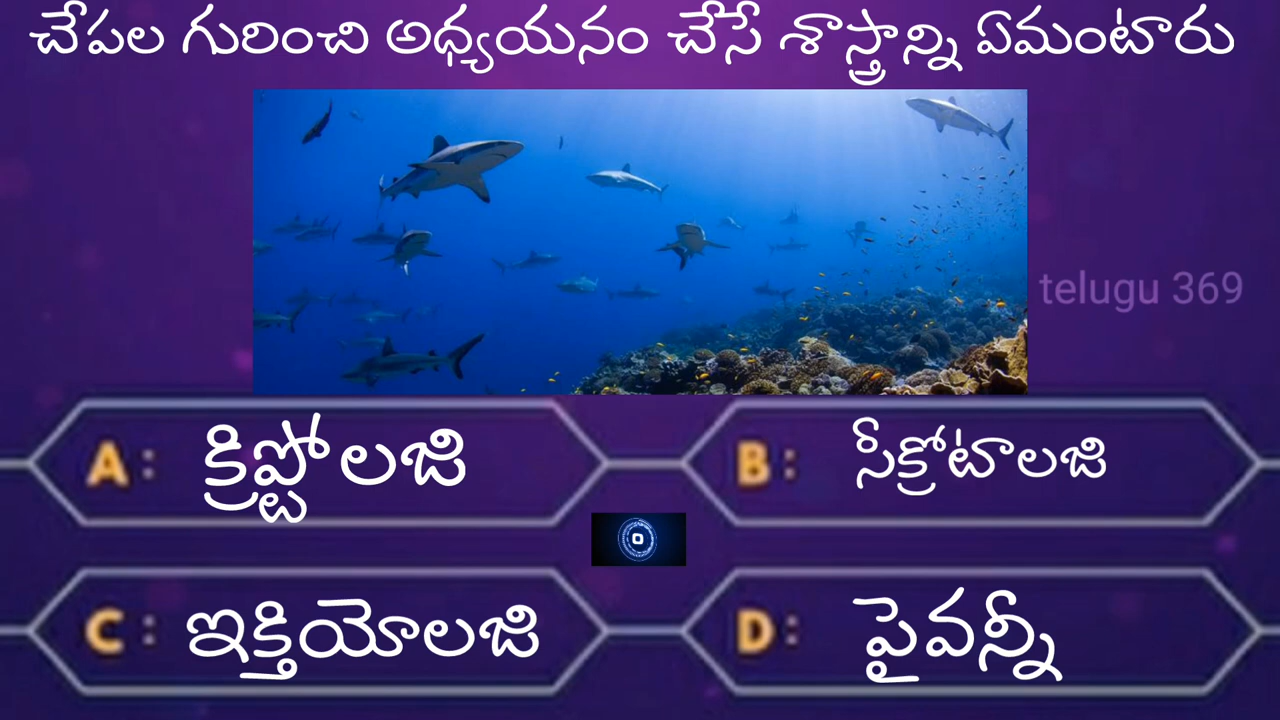 చేపల గురించి అధ్యయనం చేసే శాస్త్రాన్ని ఏమంటారు
telugu 369
A: క్రిప్టోలజి
B: సీక్రోటాలజి
C: ఇక్తియోలజి
D: పైవన్నీ